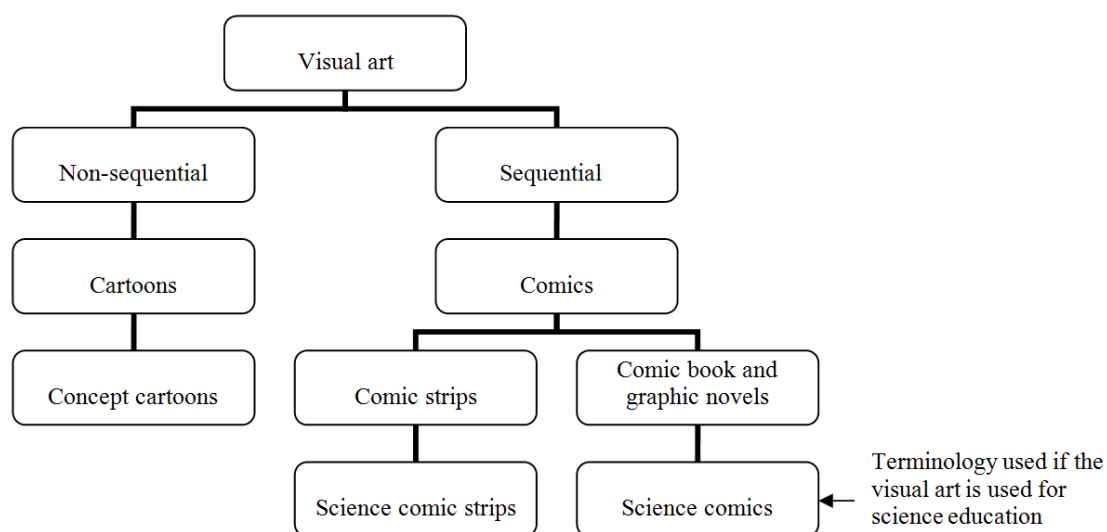 Visual art
Non-sequential
Sequential
Cartoons
Comics
Concept cartoons
Comic strips
Comic book and
graphic novels
Science comic strips
Science comics
Terminology used if the
visual art is used for
science education